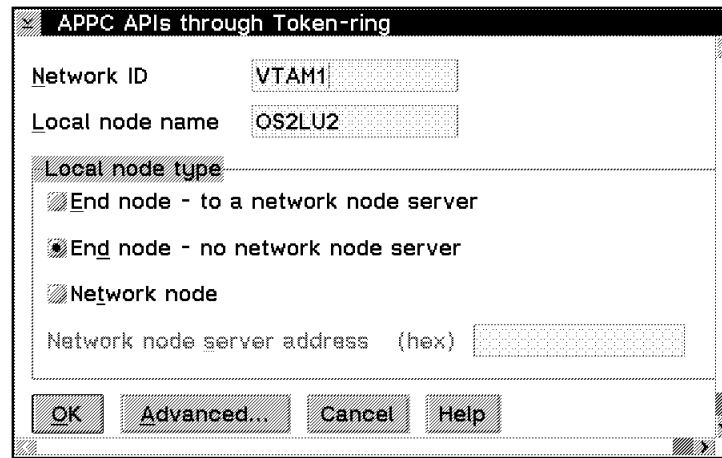 APPC APIs through Token-ring
Network ID VTAM1
Local node name OS2LU2
Local node type
End node - to a network node server
End node - no network node server
Network node
Network node server address (hex)
OK Advanced... Cancel Help